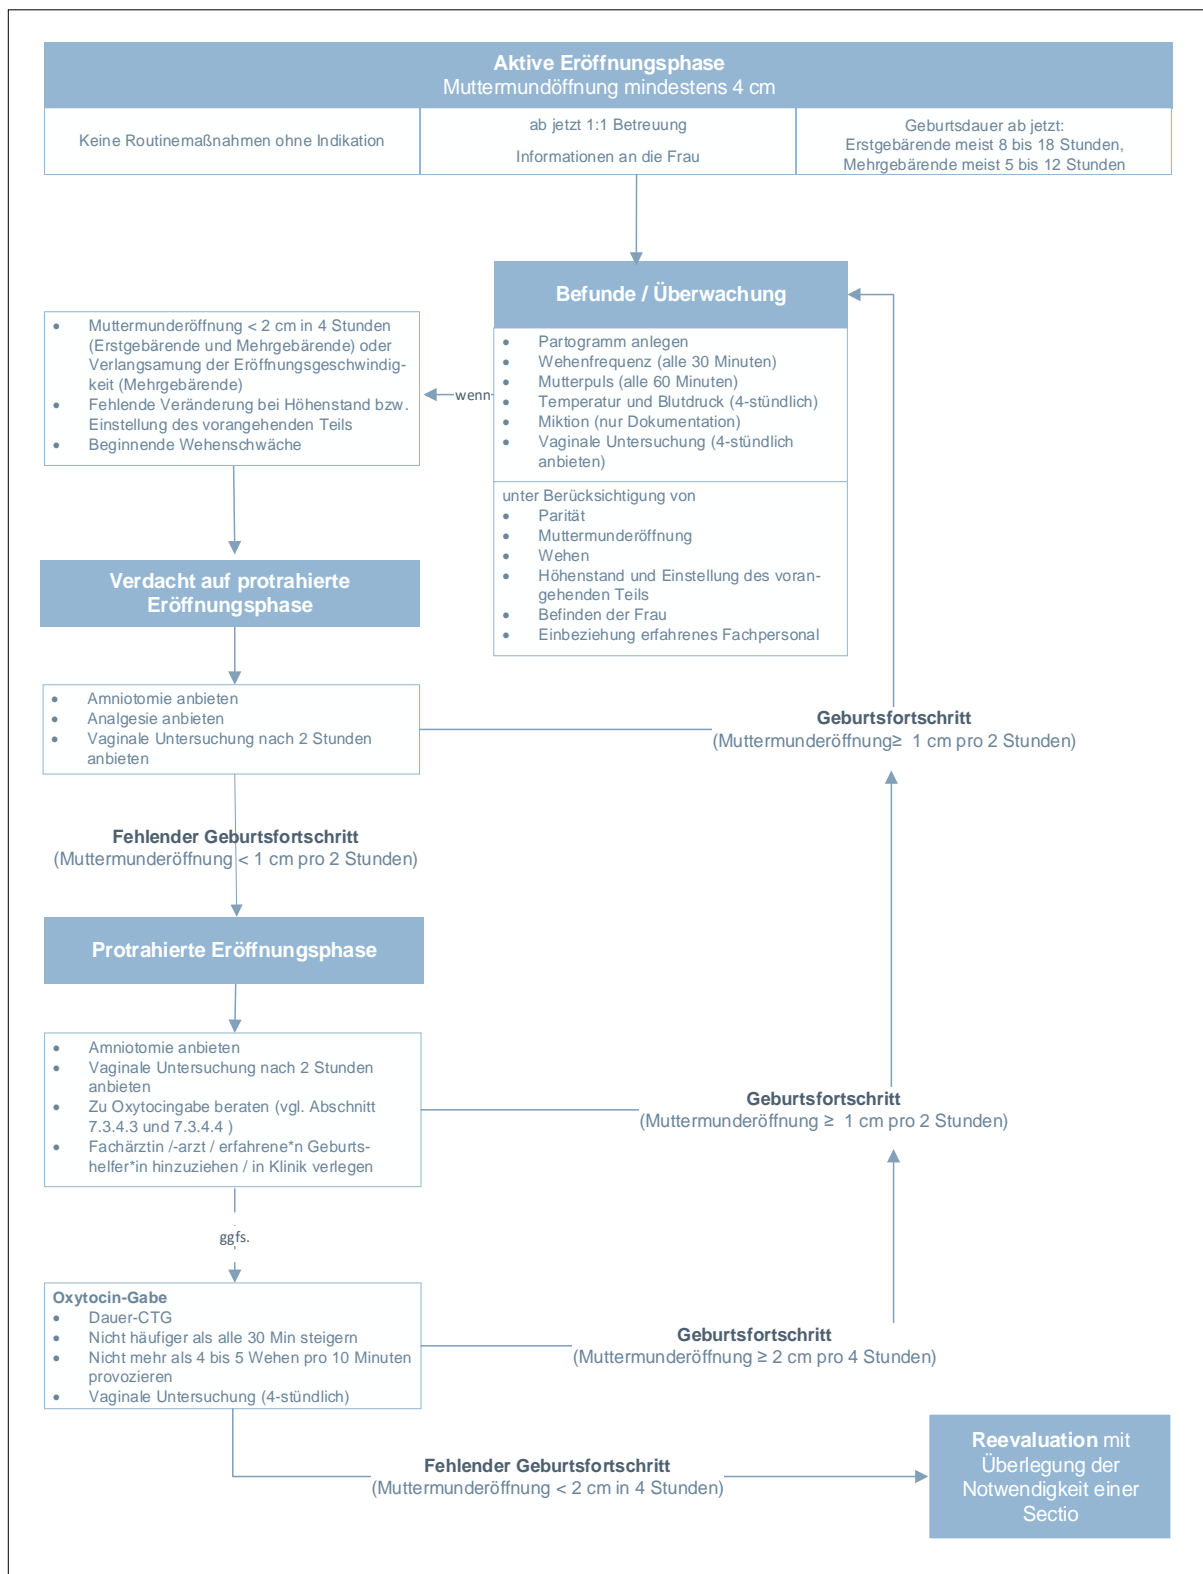 Aktive Eröffnungsphase
Muttermundöffnung mindestens 4 cm
Keine Routinemaßnahmen ohne Indikation
ab jetzt 1:1 Betreuung
Informationen an die Frau
Geburtsdauer ab jetzt:
Erstgebärende meist 8 bis 18 Stunden,
Mehrgebärende meist 5 bis 12 Stunden
Befunde / Überwachung
• Partogramm anlegen
• Wehenfrequenz (alle 30 Minuten)
• Mutterpuls (alle 60 Minuten)
• Temperatur und Blutdruck (4-stündlich)
• Miktion (nur Dokumentation)
• Vaginale Untersuchung (4-stündlich
anbieten)
unter Berücksichtigung von
• Parität
• Muttermunderöffnung
• Wehen
• Höhenstand und Einstellung des voran-
gehenden Teils
• Befinden der Frau
• Einbeziehung erfahrenes Fachpersonal
wenn
• Muttermunderöffnung < 2 cm in 4 Stunden
(Erstgebärende und Mehrgebärende) oder
Verlangsamung der Eröffnungsgeschwindig-
keit (Mehrgebärende)
• Fehlende Veränderung bei Höhenstand bzw.
Einstellung des vorangehenden Teils
• Beginnende Wehenschwäche
Verdacht auf protrahierte
Eröffnungsphase
• Amniotomie anbieten
• Analgesie anbieten
• Vaginale Untersuchung nach 2 Stunden
anbieten
Geburtsfortschritt
(Muttermunderöffnung≥ 1 cm pro 2 Stunden)
Fehlender Geburtsfortschritt
(Muttermunderöffnung < 1 cm pro 2 Stunden)
Protrahierte Eröffnungsphase
• Amniotomie anbieten
• Vaginale Untersuchung nach 2 Stunden
anbieten
• Zu Oxytocingabe beraten (vgl. Abschnitt
7.3.4.3 und 7.3.4.4 )
• Fachärztin /-arzt / erfahrene*n Geburts-
helfer*in hinzuziehen / in Klinik verlegen
Geburtsfortschritt
(Muttermunderöffnung ≥ 1 cm pro 2 Stunden)
ggfs.
Oxytocin-Gabe
• Dauer-CTG
• Nicht häufiger als alle 30 Min steigern
• Nicht mehr als 4 bis 5 Wehen pro 10 Minuten
provozieren
• Vaginale Untersuchung (4-stündlich)
Geburtsfortschritt
(Muttermunderöffnung ≥ 2 cm pro 4 Stunden)
Fehlender Geburtsfortschritt
(Muttermunderöffnung < 2 cm in 4 Stunden)
Reevaluation mit
Überlegung der
Notwendigkeit einer
Sectio